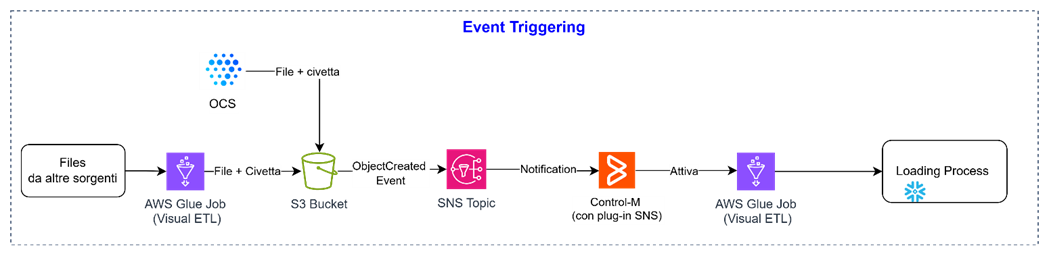 Event Triggering
File + civetta
OCS
Files
da altre sorgenti
File + Civetta
ObjectCreated
Event
Notification
Attiva
Loading Process
AWS Glue Job
(Visual ETL)
S3 Bucket
SNS Topic
Control-M
(con plug-in SNS)
AWS Glue Job
(Visual ETL)